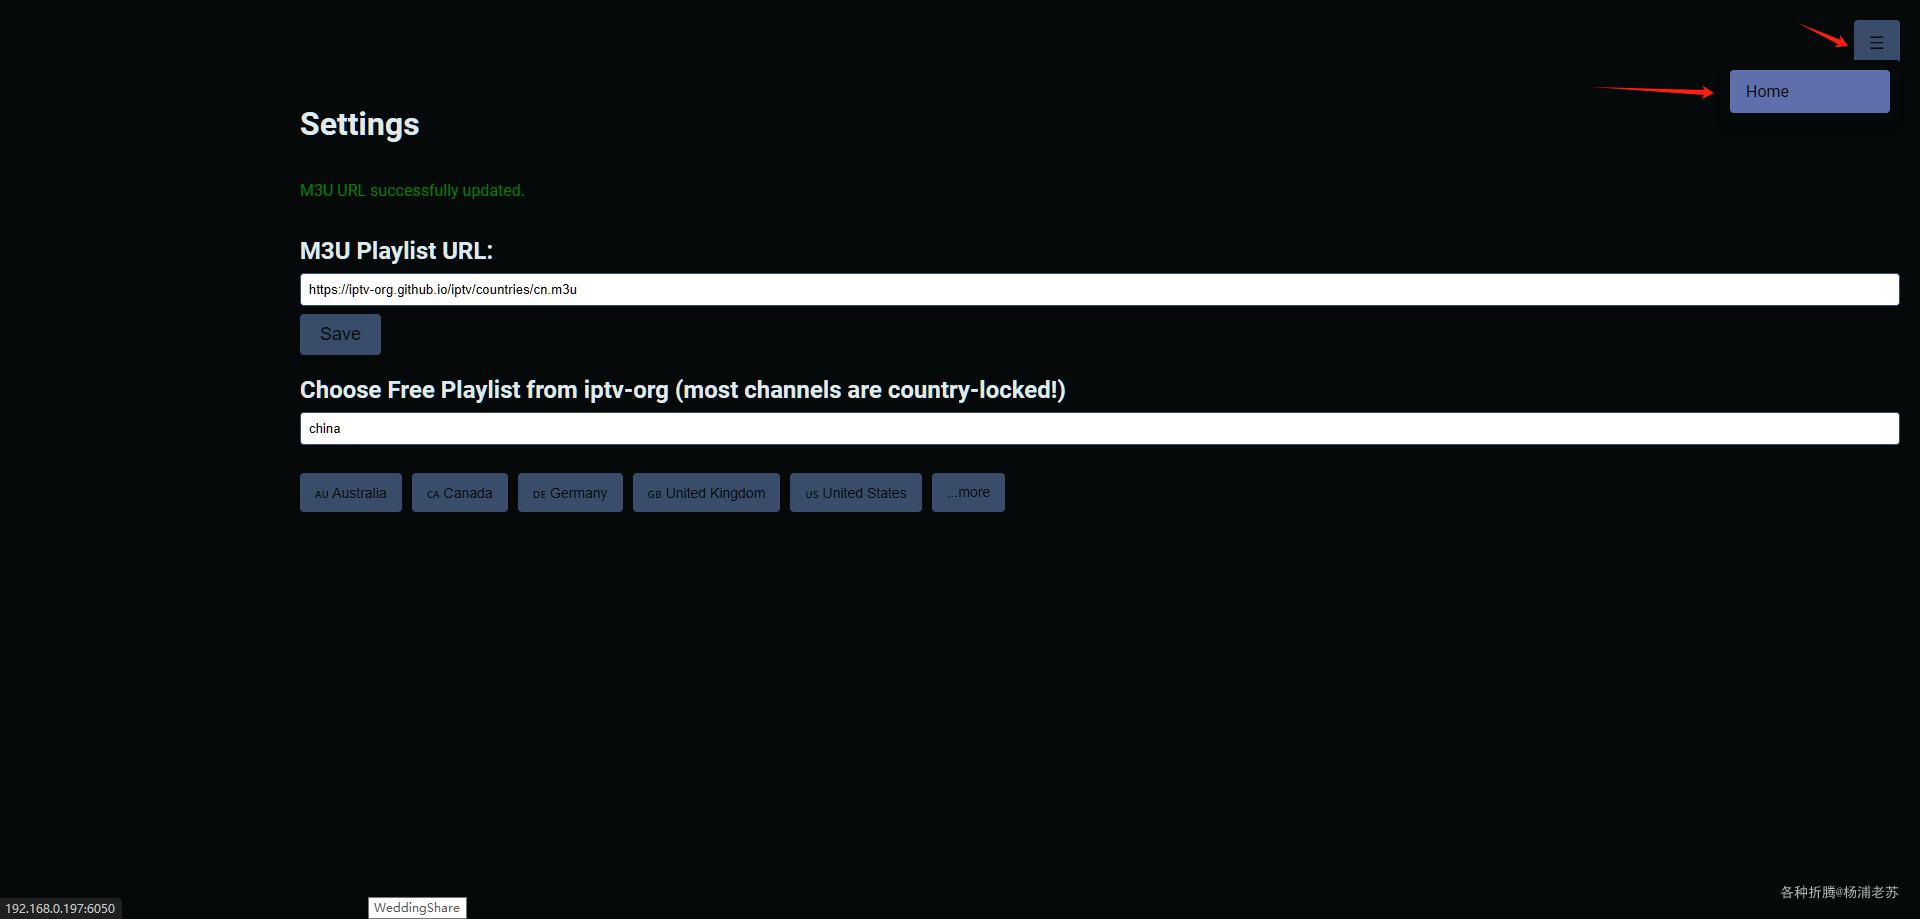 ☰
Home
Settings
M3U URL successfully updated.
M3U Playlist URL:
https://iptv-org.github.io/iptv/countries/cn.m3u
Save
Choose Free Playlist from iptv-org (most channels are country-locked!)
china
AU Australia CA Canada DE Germany GB United Kingdom US United States ...more
各种折腾@杨浦老苏
192.168.0.197:6050 WeddingShare